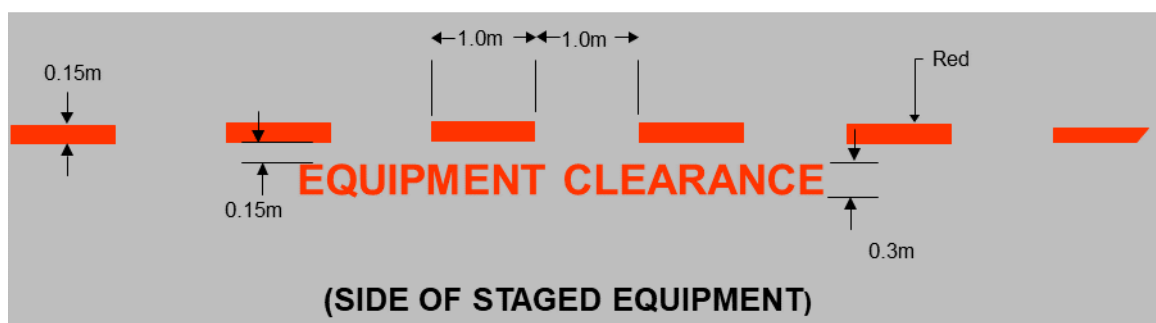 1.0m 1.0m
Red
0.15m
EQUIPMENT CLEARANCE
0.15m
0.3m
(SIDE OF STAGED EQUIPMENT)